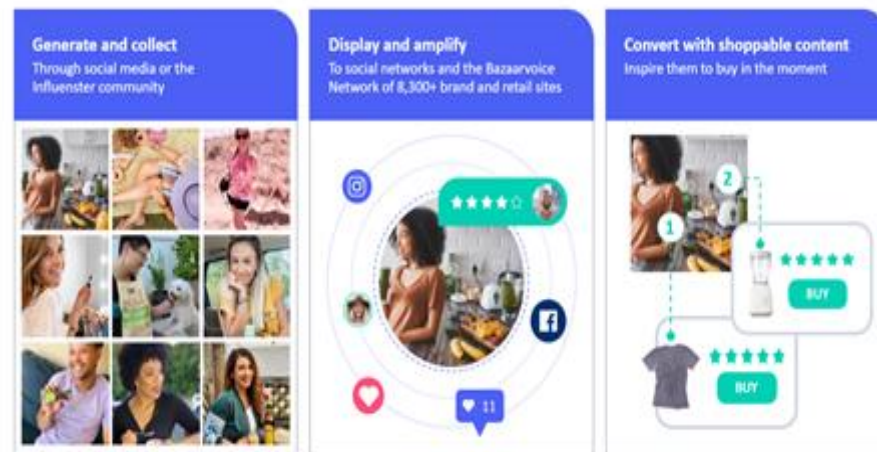 Generate and collect
Through social media or the
Influenster community
Display and amplify
To social networks and the Bazaarvoice
Network of 8,300+ brand and retail sites
11
Convert with shoppable content
Inspire them to buy in the moment
2
1
BUY
BUY